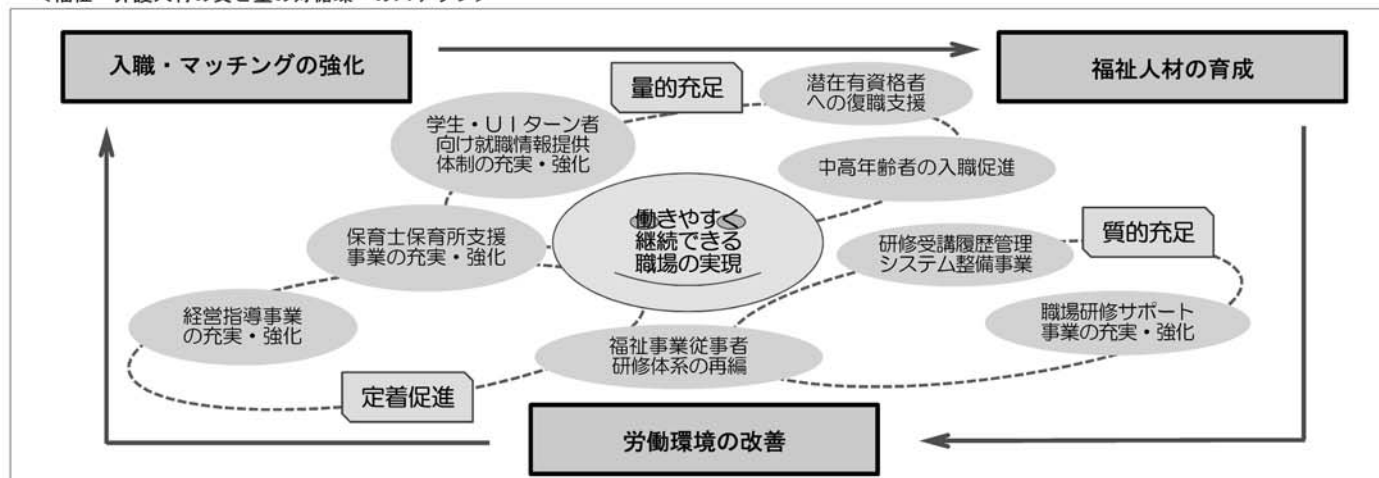 入職・マッチングの強化
福祉人材の育成
量的充足
潜在有資格者
への復職支援
学生・ＵＩターン者
向け就職情報提供
体制の充実・強化
中高年齢者の入職促進
働きやすく
継続できる
職場の実現
保育士保育所支援
事業の充実・強化
研修受講履歴管理
システム整備事業
質的充足
経営指導事業
の充実・強化
職場研修サポート
事業の充実・強化
福祉事業従事者
研修体系の再編
定着促進
労働環境の改善